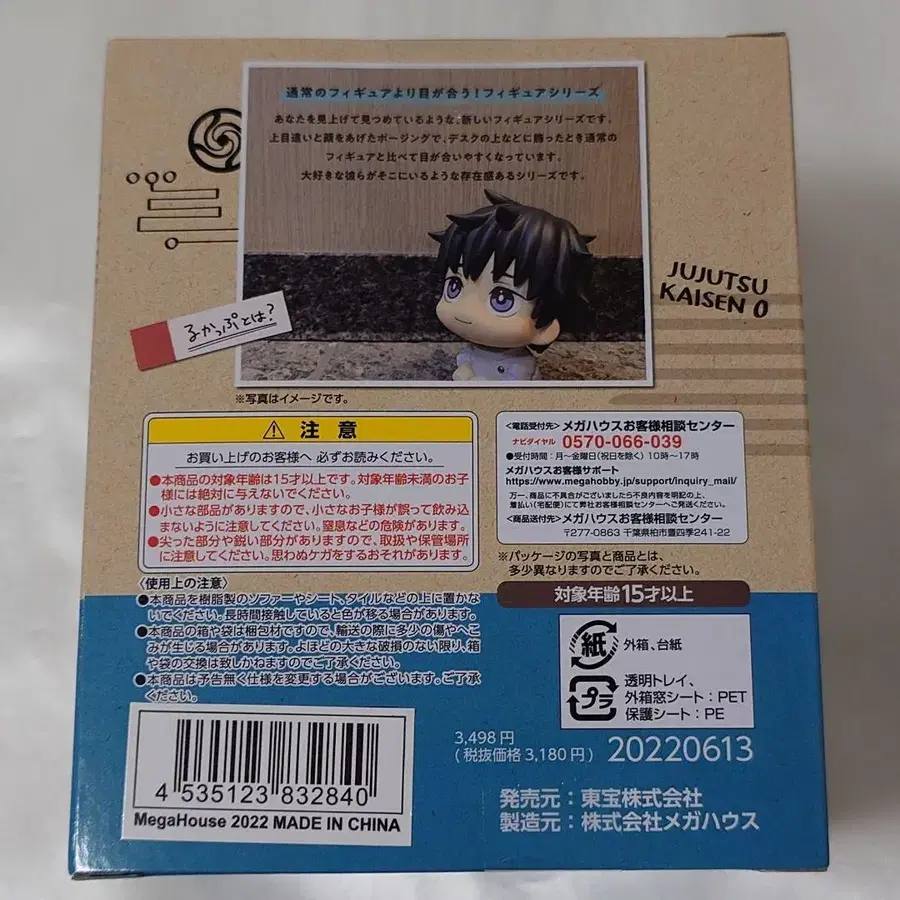 通常のフィギュアより目が合う！フィギュアシリーズ
あなたを見上げて見つめているような、新しいフィギュアシリーズです。
上目遣いと顔をあげたポージングで、デスクの上などに飾ったとき通常の
フィギュアと比べて目が合いやすくなっています。
大好きな彼らがそこにいるような存在感あるシリーズです。
JUJUTSU
KAISEN 0
るかっぷとは？
※写真はイメージです。
注意
お買い上げのお客様へ 必ずお読みください。
●本商品の対象年齢は15才以上です。対象年齢未満のお子
様には絶対に与えないでください。
●小さな部品がありますので、小さなお子様が誤って飲み込
まないように注意してください。窒息などの危険があります。
●尖った部分や鋭い部分がありますので、取扱や保管場所
に注意してください。思わぬケガをするおそれがあります。
〈使用上の注意〉
●本商品を樹脂製のソファーやシート、タイルなどの上に置かな
いでください。長時間接触していると色が移る場合があります。
●本商品の箱や袋は梱包材ですので、輸送の際に多少の傷やへこ
みが生じる場合があります。よほどの大きな破損のない限り、箱
や袋の交換は致しかねますのでご了承ください。
●本商品は予告無く仕様を変更する場合がございます。ご了承
ください。
〈電話受付先〉メガハウスお客様相談センター
ナビダイヤル 0570-066-039
●受付時間：月〜金曜日(祝日を除く) 10時〜17時
メガハウスお客様サポート
https://www.megahobby.jp/support/inquiry_mail/
万一、商品に不具合がございましたら不良内容を明記の上、
着払い(宅配便)にて弊社お客様相談センターへご発送ください。
〈商品送付先〉メガハウスお客様相談センター
〒277-0863 千葉県柏市豊四季241-22
※パッケージの写真と商品とは、
多少異なりますのでご了承ください。
対象年齢15才以上
紙 外箱、台紙
プラ 透明トレイ、
外箱窓シート：PET
保護シート：PE
3,498円
(税抜価格 3,180円)
20220613
4 535123 832840
MegaHouse 2022 MADE IN CHINA
発売元：東宝株式会社
製造元：株式会社メガハウス